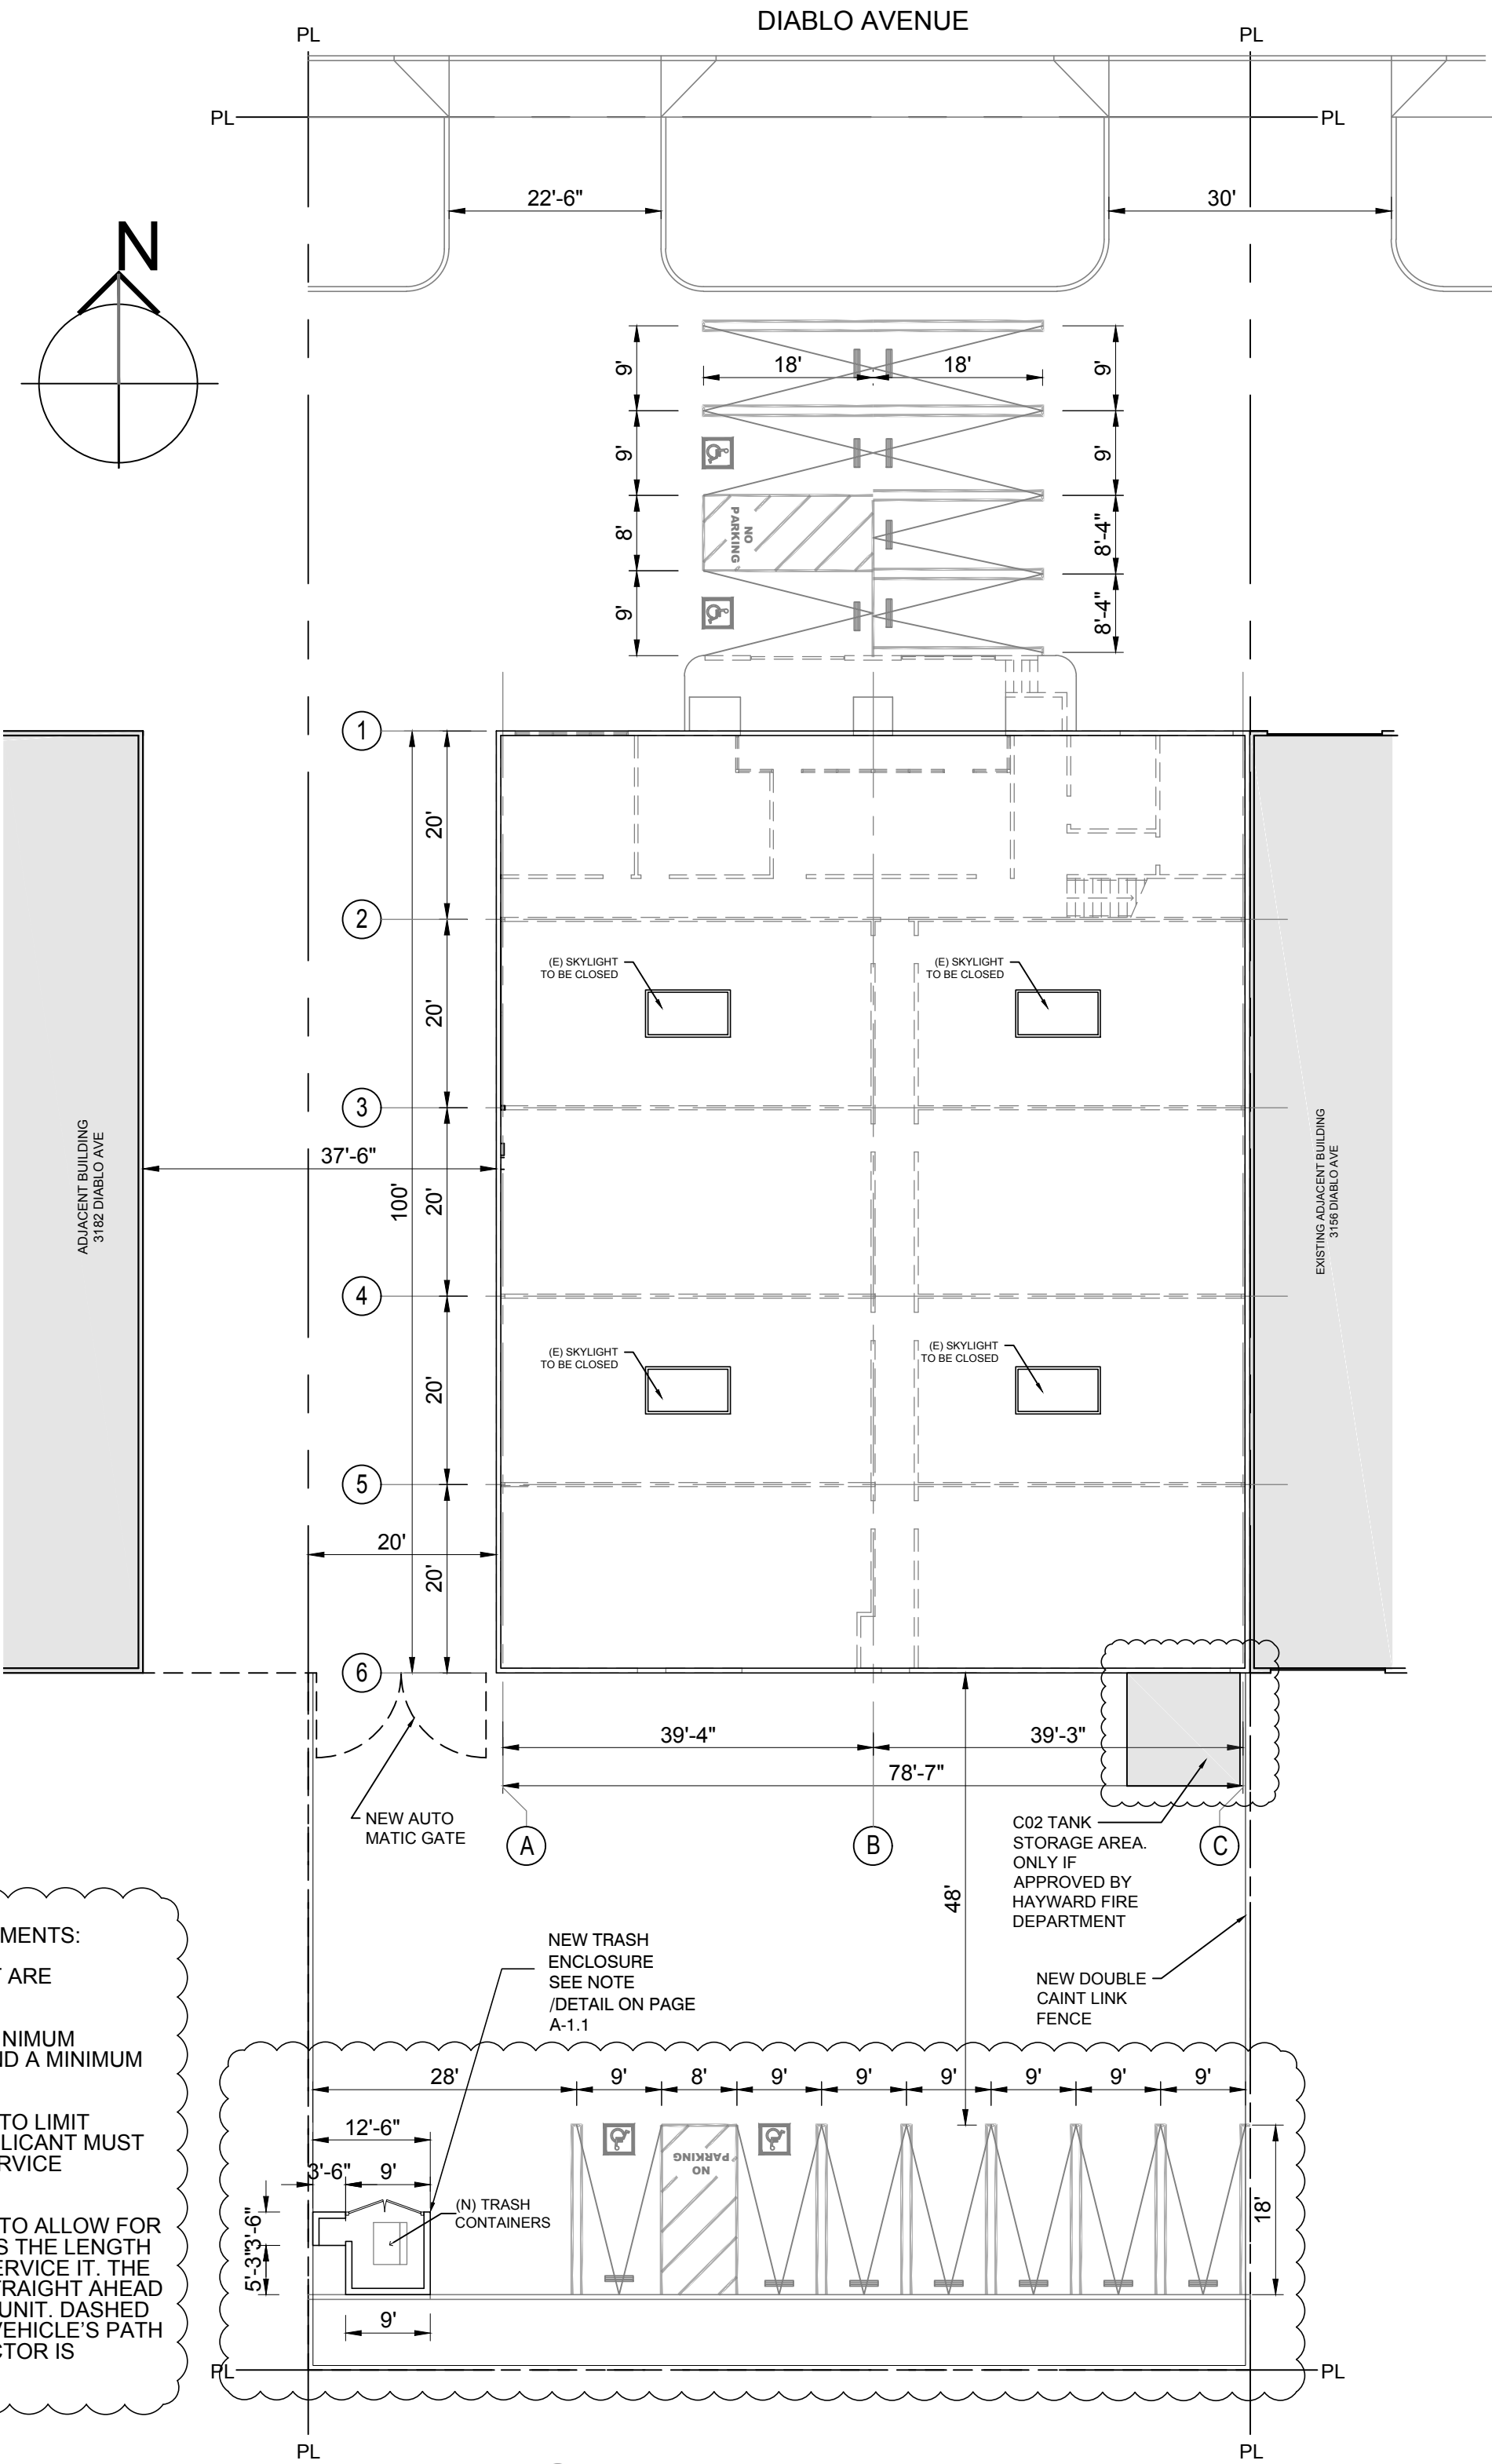 DIABLO AVENUE
PL
PL
PL
PL
22'-6"
30'
N
9'
18'
18'
9'
9'
9'
8'
NO
PARKING
8'-4"
9'
8'-4"
1
20'
2
(E) SKYLIGHT
TO BE CLOSED
(E) SKYLIGHT
TO BE CLOSED
20'
3
ADJACENT BUILDING
3182 DIABLO AVE
37'-6"
100'
20'
EXISTING ADJACENT BUILDING
3156 DIABLO AVE
4
(E) SKYLIGHT
TO BE CLOSED
(E) SKYLIGHT
TO BE CLOSED
20'
5
20'
20'
6
39'-4"
39'-3"
78'-7"
NEW AUTO
MATIC GATE
A
B
C
C02 TANK
STORAGE AREA.
ONLY IF
APPROVED BY
HAYWARD FIRE
DEPARTMENT
48'
NEW TRASH
ENCLOSURE
SEE NOTE
/DETAIL ON PAGE
A-1.1
NEW DOUBLE
CAINT LINK
FENCE
MENTS:
T ARE
NIMUM
ND A MINIMUM
TO LIMIT
PLICANT MUST
RVICE
TO ALLOW FOR
S THE LENGTH
ERVICE IT. THE
TRAIGHT AHEAD
UNIT. DASHED
VEHICLE'S PATH
CTOR IS
28'
9'
8'
9'
9'
9'
9'
9'
9'
12'-6"
3'-6"
9'
NO
PARKING
(N) TRASH
CONTAINERS
3'-6"
5'-3"
18'
9'
PL
PL
PL
PL